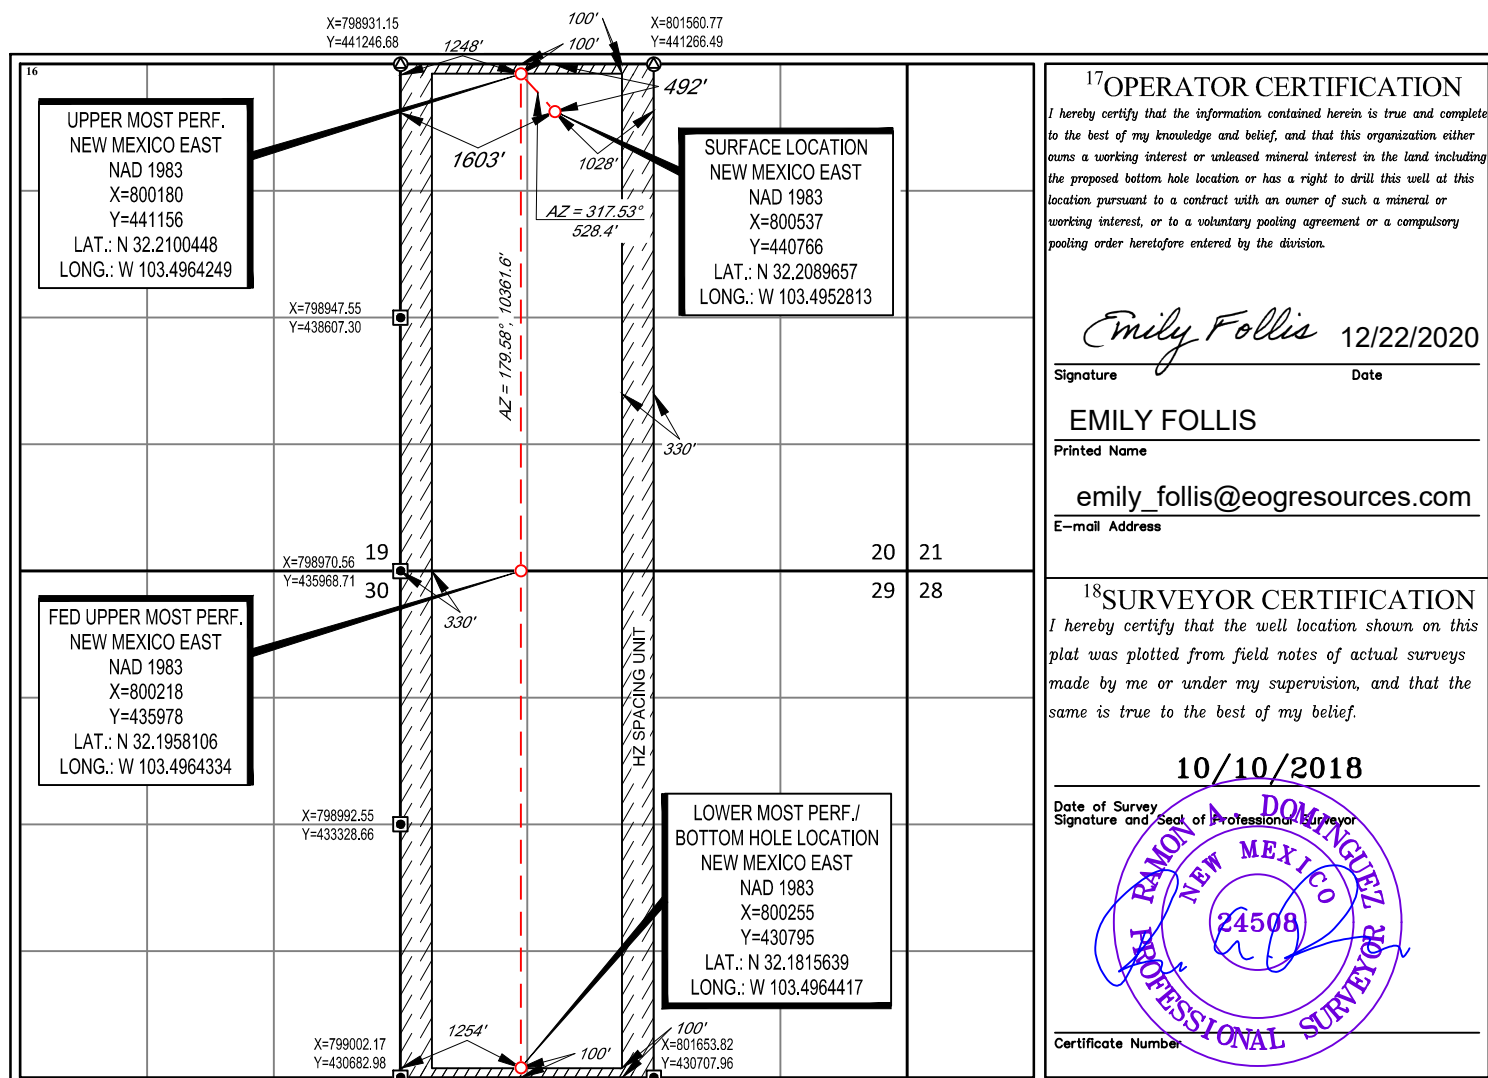 X=798931.15
Y=441246.68
1248'
100'
100'
X=801560.77
Y=441266.49
16
492'
UPPER MOST PERF.
NEW MEXICO EAST
NAD 1983
X=800180
Y=441156
LAT.: N 32.2100448
LONG.: W 103.4964249
1603'
1028'
SURFACE LOCATION
NEW MEXICO EAST
NAD 1983
X=800537
Y=440766
LAT.: N 32.2089657
LONG.: W 103.4952813
AZ = 317.53°
528.4'
X=798947.55
Y=438607.30
AZ = 179.58°, 10361.6'
330'
X=798970.56
Y=435968.71
19
30
20
21
29
28
330'
FED UPPER MOST PERF.
NEW MEXICO EAST
NAD 1983
X=800218
Y=435978
LAT.: N 32.1958106
LONG.: W 103.4964334
HZ SPACING UNIT
X=798992.55
Y=433328.66
LOWER MOST PERF./
BOTTOM HOLE LOCATION
NEW MEXICO EAST
NAD 1983
X=800255
Y=430795
LAT.: N 32.1815639
LONG.: W 103.4964417
X=799002.17
Y=430682.98
1254'
100'
100'
X=801653.82
Y=430707.96
17OPERATOR CERTIFICATION
I hereby certify that the information contained herein is true and complete
to the best of my knowledge and belief, and that this organization either
owns a working interest or unleased mineral interest in the land including
the proposed bottom hole location or has a right to drill this well at this
location pursuant to a contract with an owner of such a mineral or
working interest, or to a voluntary pooling agreement or a compulsory
pooling order heretofore entered by the division.
Emily Follis 12/22/2020
Signature Date
EMILY FOLLIS
Printed Name
emily_follis@eogresources.com
E-mail Address
18SURVEYOR CERTIFICATION
I hereby certify that the well location shown on this
plat was plotted from field notes of actual surveys
made by me or under my supervision, and that the
same is true to the best of my belief.
10/10/2018
Date of Survey
Signature and Seal of Professional Surveyor
RAMON A. DOMINGUEZ
NEW MEXICO
24508
PROFESSIONAL SURVEYOR
Certificate Number